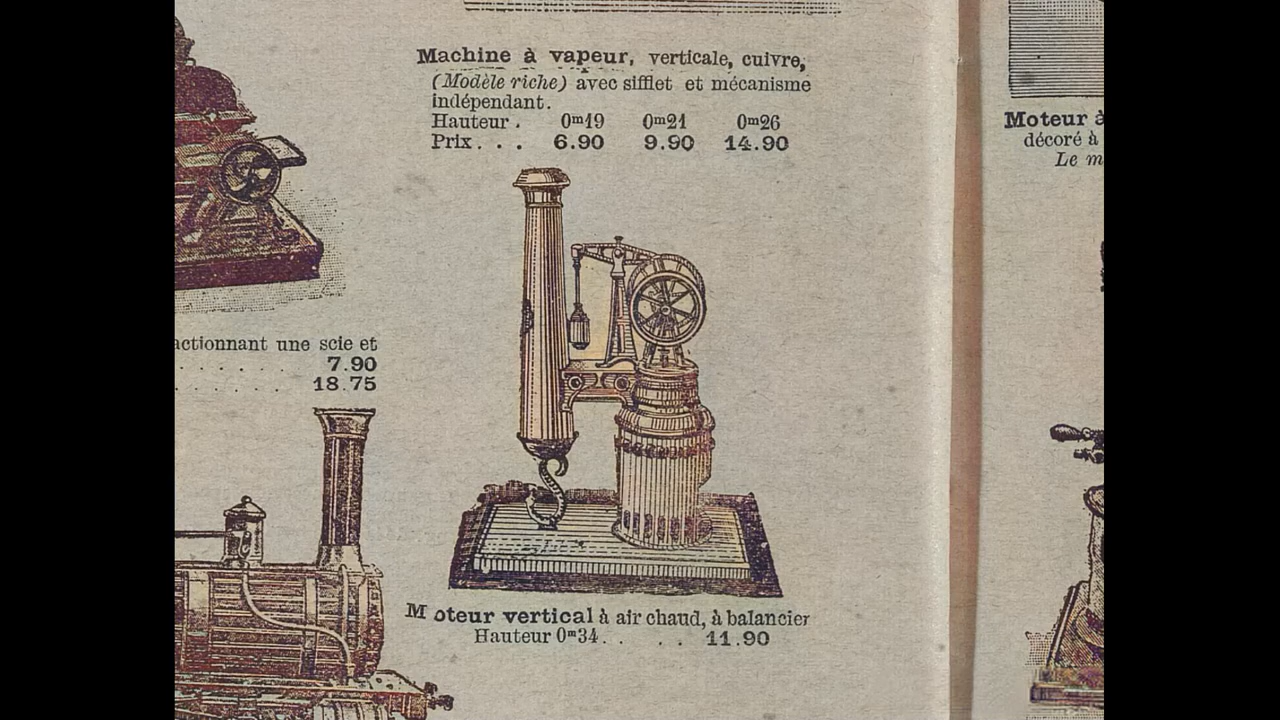 Machine à vapeur, verticale, cuivre,
(Modèle riche) avec sifflet et mécanisme
indépendant.
Hauteur. 0m19 0m21 0m26
Prix. . . 6.90 9.90 14.90
actionnant une scie et
. . . . . . 7.90
. . . . . . 18.75
Moteur vertical à air chaud, à balancier
Hauteur 0m34. . . . 11.90
Moteur à
décoré à
Le m